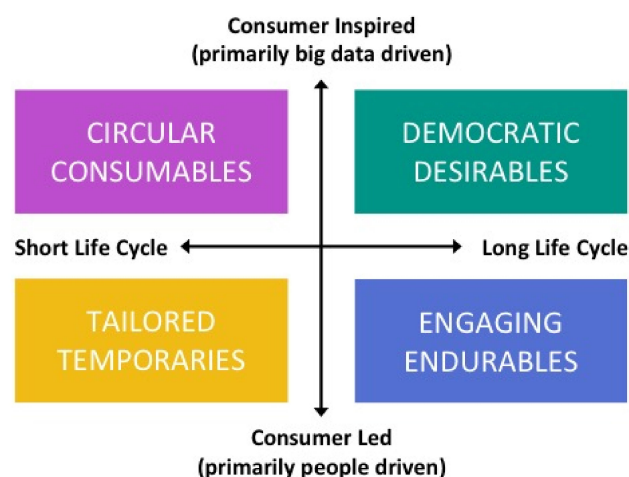 Consumer Inspired
(primarily big data driven)
CIRCULAR
CONSUMABLES
DEMOCRATIC
DESIRABLES
Short Life Cycle
Long Life Cycle
TAILORED
TEMPORARIES
ENGAGING
ENDURABLES
Consumer Led
(primarily people driven)